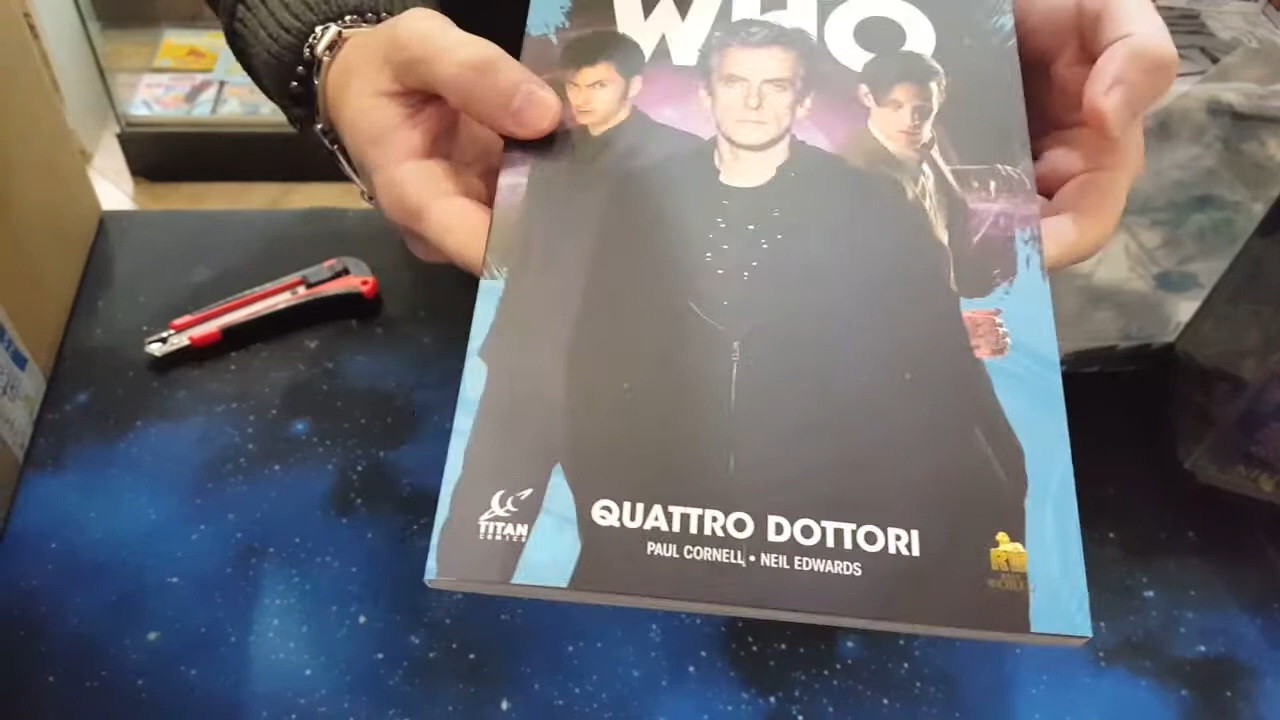 WHO
TITAN
COMICS
QUATTRO DOTTORI
PAUL CORNELL • NEIL EDWARDS